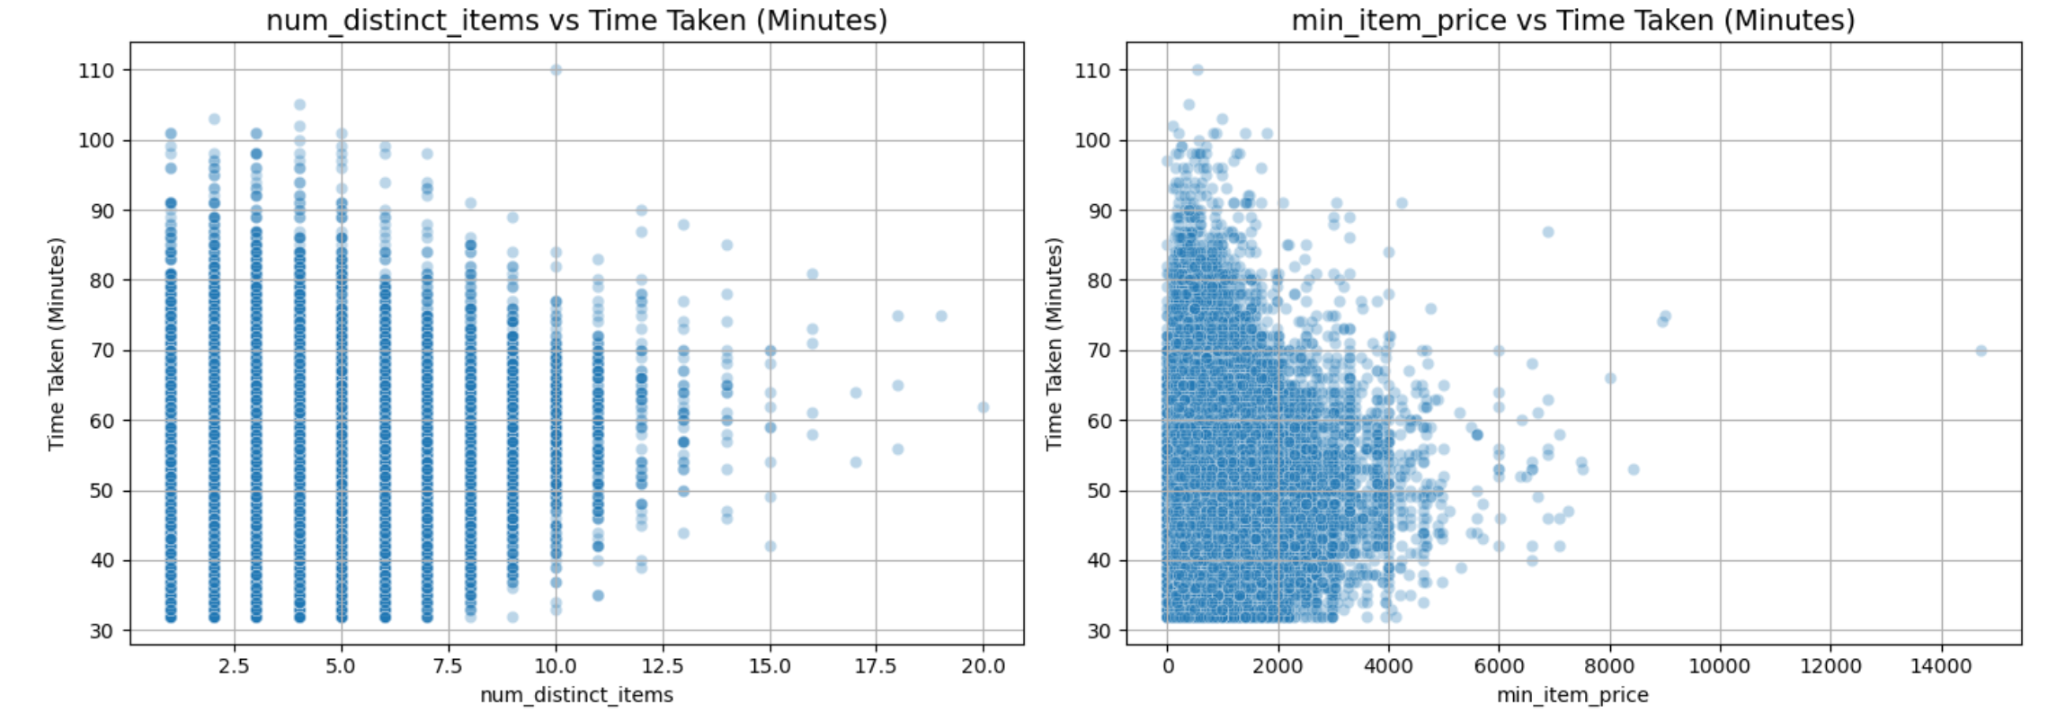 num_distinct_items vs Time Taken (Minutes)
110
100
90
80
70
60
50
40
30
Time Taken (Minutes)
2.5 5.0 7.5 10.0 12.5 15.0 17.5 20.0
num_distinct_items
min_item_price vs Time Taken (Minutes)
110
100
90
80
70
60
50
40
30
Time Taken (Minutes)
0 2000 4000 6000 8000 10000 12000 14000
min_item_price